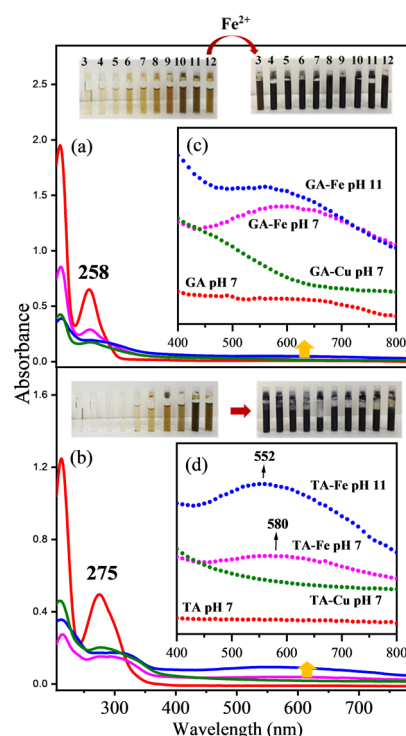 Fe2+
3 4 5 6 7 8 9 10 11 12
3 4 5 6 7 8 9 10 11 12
2.5
2.0
1.5
1.0
0.5
0.0
(a)
258
(c)
GA-Fe pH 11
GA-Fe pH 7
GA-Cu pH 7
GA pH 7
400 500 600 700 800
Absorbance
1.6
1.2
0.8
0.4
0.0
(b)
275
(d)
552
TA-Fe pH 11
580
TA-Fe pH 7
TA-Cu pH 7
TA pH 7
400 500 600 700 800
300 400 500 600 700
Wavelength (nm)